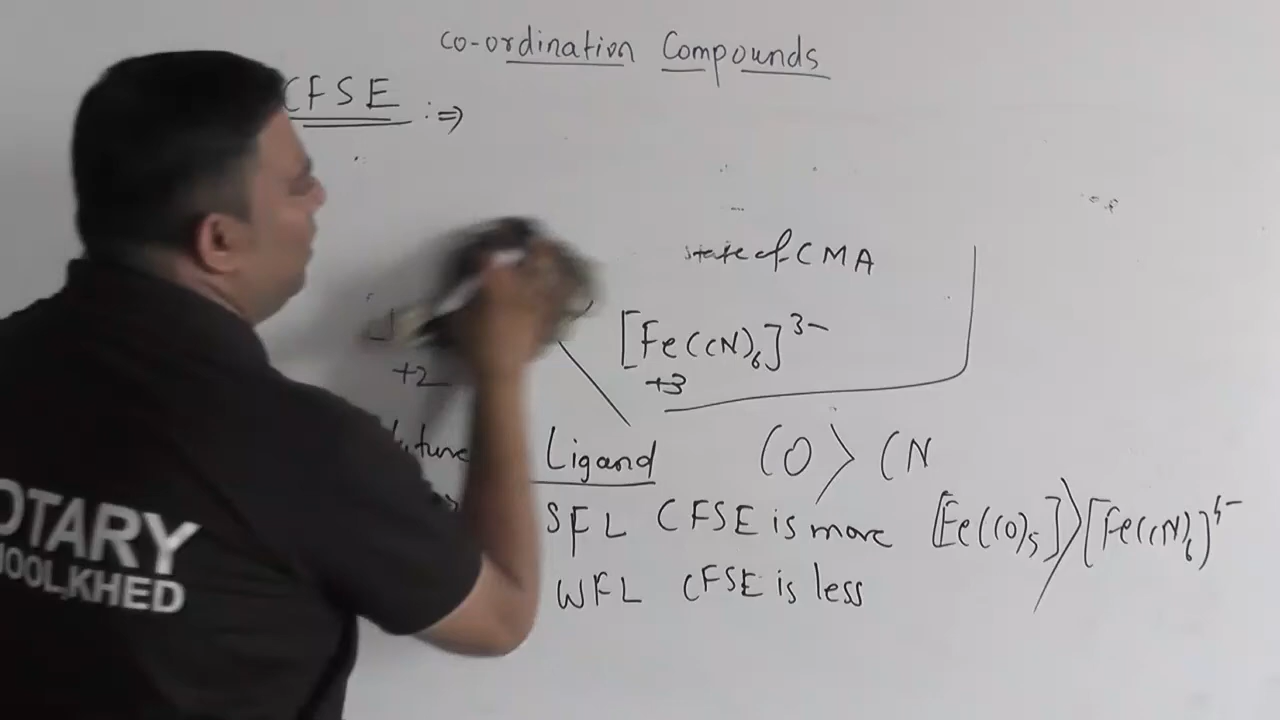 co-ordination Compounds
CFSE :⇒
state of CMA
[Fe(CN)6]3-
+2
+3
Ligand
CO > CN
SFL CFSE is more [Fe(CO)5] > [Fe(CN)6]4-
WFL CFSE is less
OTARY
OOL,KHED